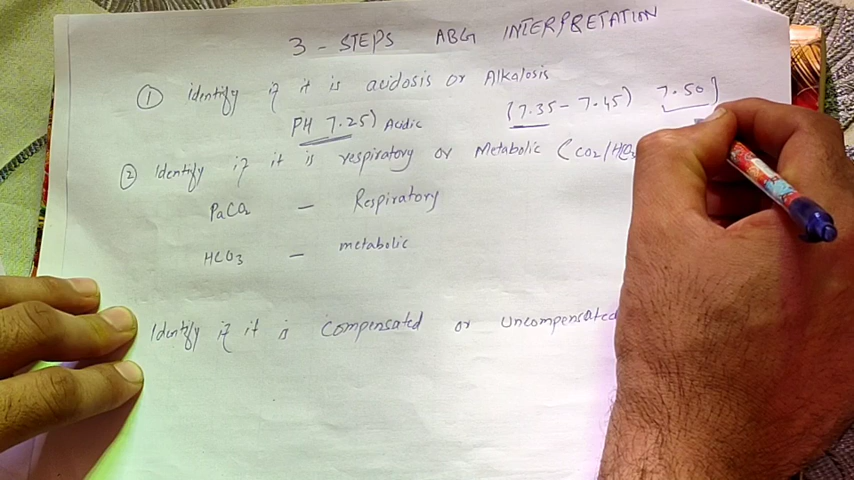 3 - STEPS ABG INTERPRETATION
① identify if it is acidosis or Alkalosis
PH 7.25) Acidic (7.35 - 7.45) 7.50)
② Identify if it is respiratory or Metabolic (CO2/HCO3
PaCO2 - Respiratory
HCO3 - metabolic
Identify if it is compensated or uncompensated